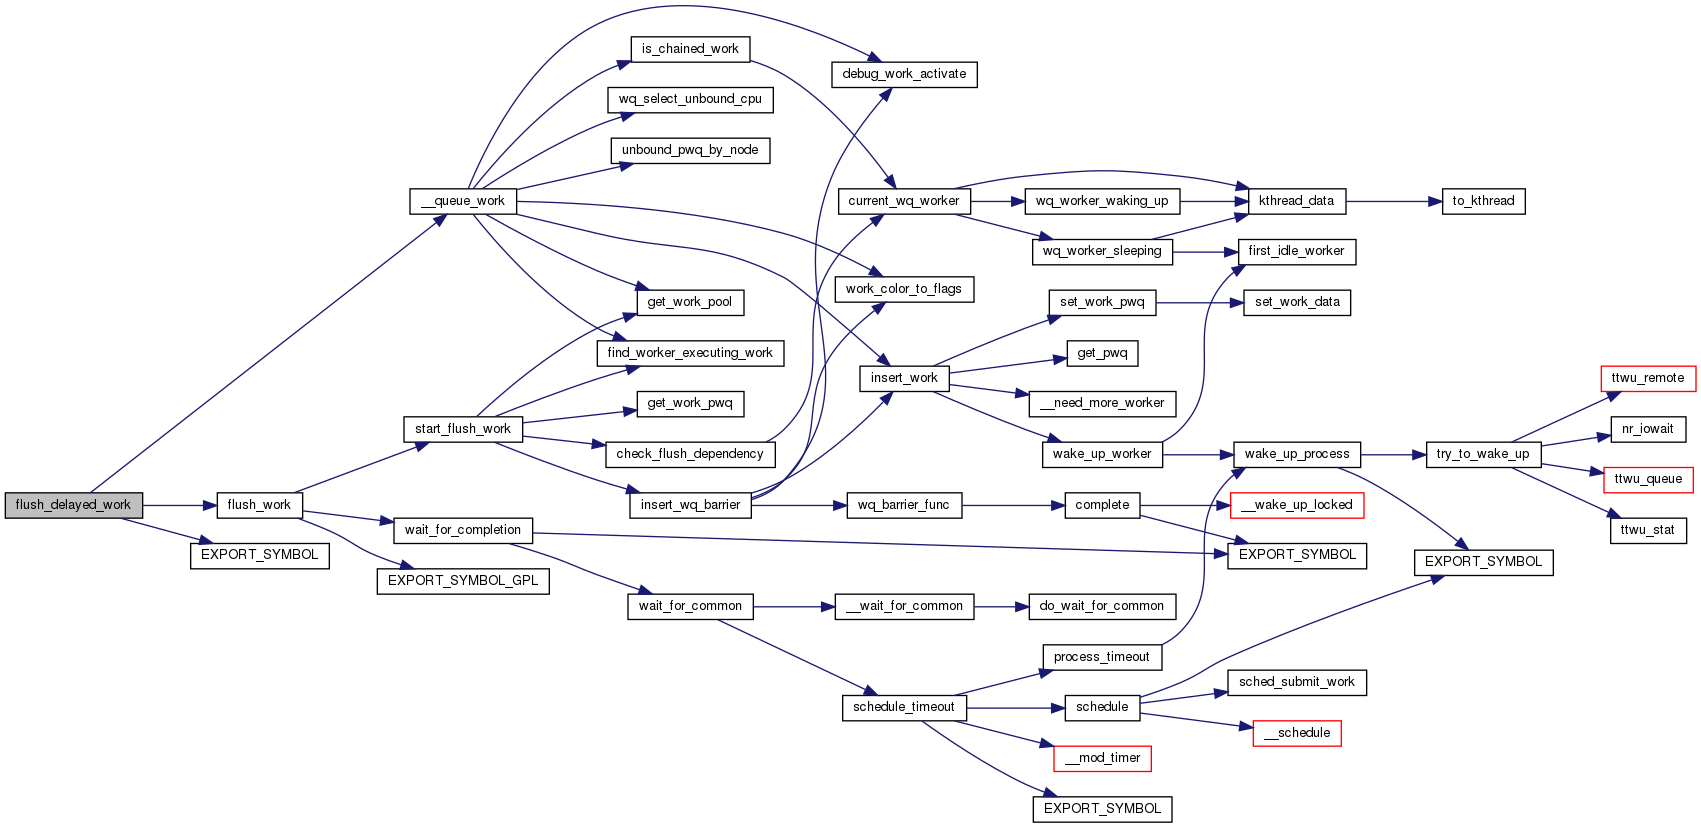 is_chained_work
debug_work_activate
wq_select_unbound_cpu
unbound_pwq_by_node
__queue_work
current_wq_worker
wq_worker_waking_up
kthread_data
to_kthread
wq_worker_sleeping
first_idle_worker
work_color_to_flags
get_work_pool
set_work_pwq
set_work_data
find_worker_executing_work
get_pwq
insert_work
ttwu_remote
get_work_pwq
__need_more_worker
start_flush_work
nr_iowait
check_flush_dependency
wake_up_worker
wake_up_process
try_to_wake_up
ttwu_queue
flush_delayed_work
flush_work
insert_wq_barrier
wq_barrier_func
complete
__wake_up_locked
wait_for_completion
ttwu_stat
EXPORT_SYMBOL
EXPORT_SYMBOL
EXPORT_SYMBOL
EXPORT_SYMBOL_GPL
wait_for_common
__wait_for_common
do_wait_for_common
process_timeout
sched_submit_work
schedule_timeout
schedule
__schedule
__mod_timer
EXPORT_SYMBOL